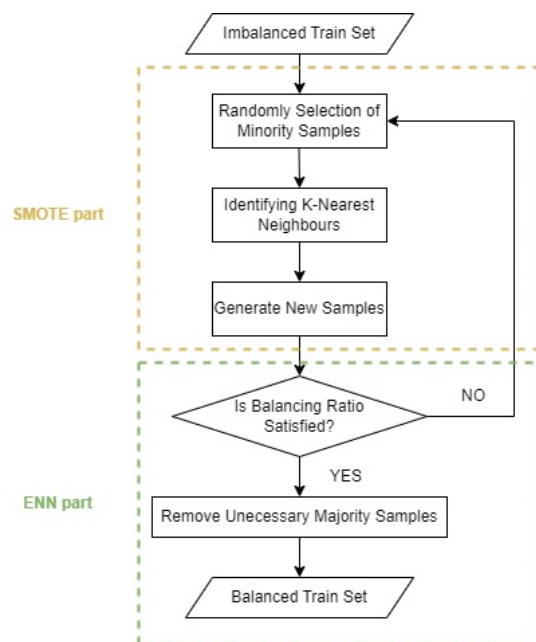 Imbalanced Train Set
Randomly Selection of
Minority Samples
SMOTE part
Identifying K-Nearest
Neighbours
Generate New Samples
Is Balancing Ratio
Satisfied?
NO
YES
ENN part
Remove Unecessary Majority Samples
Balanced Train Set